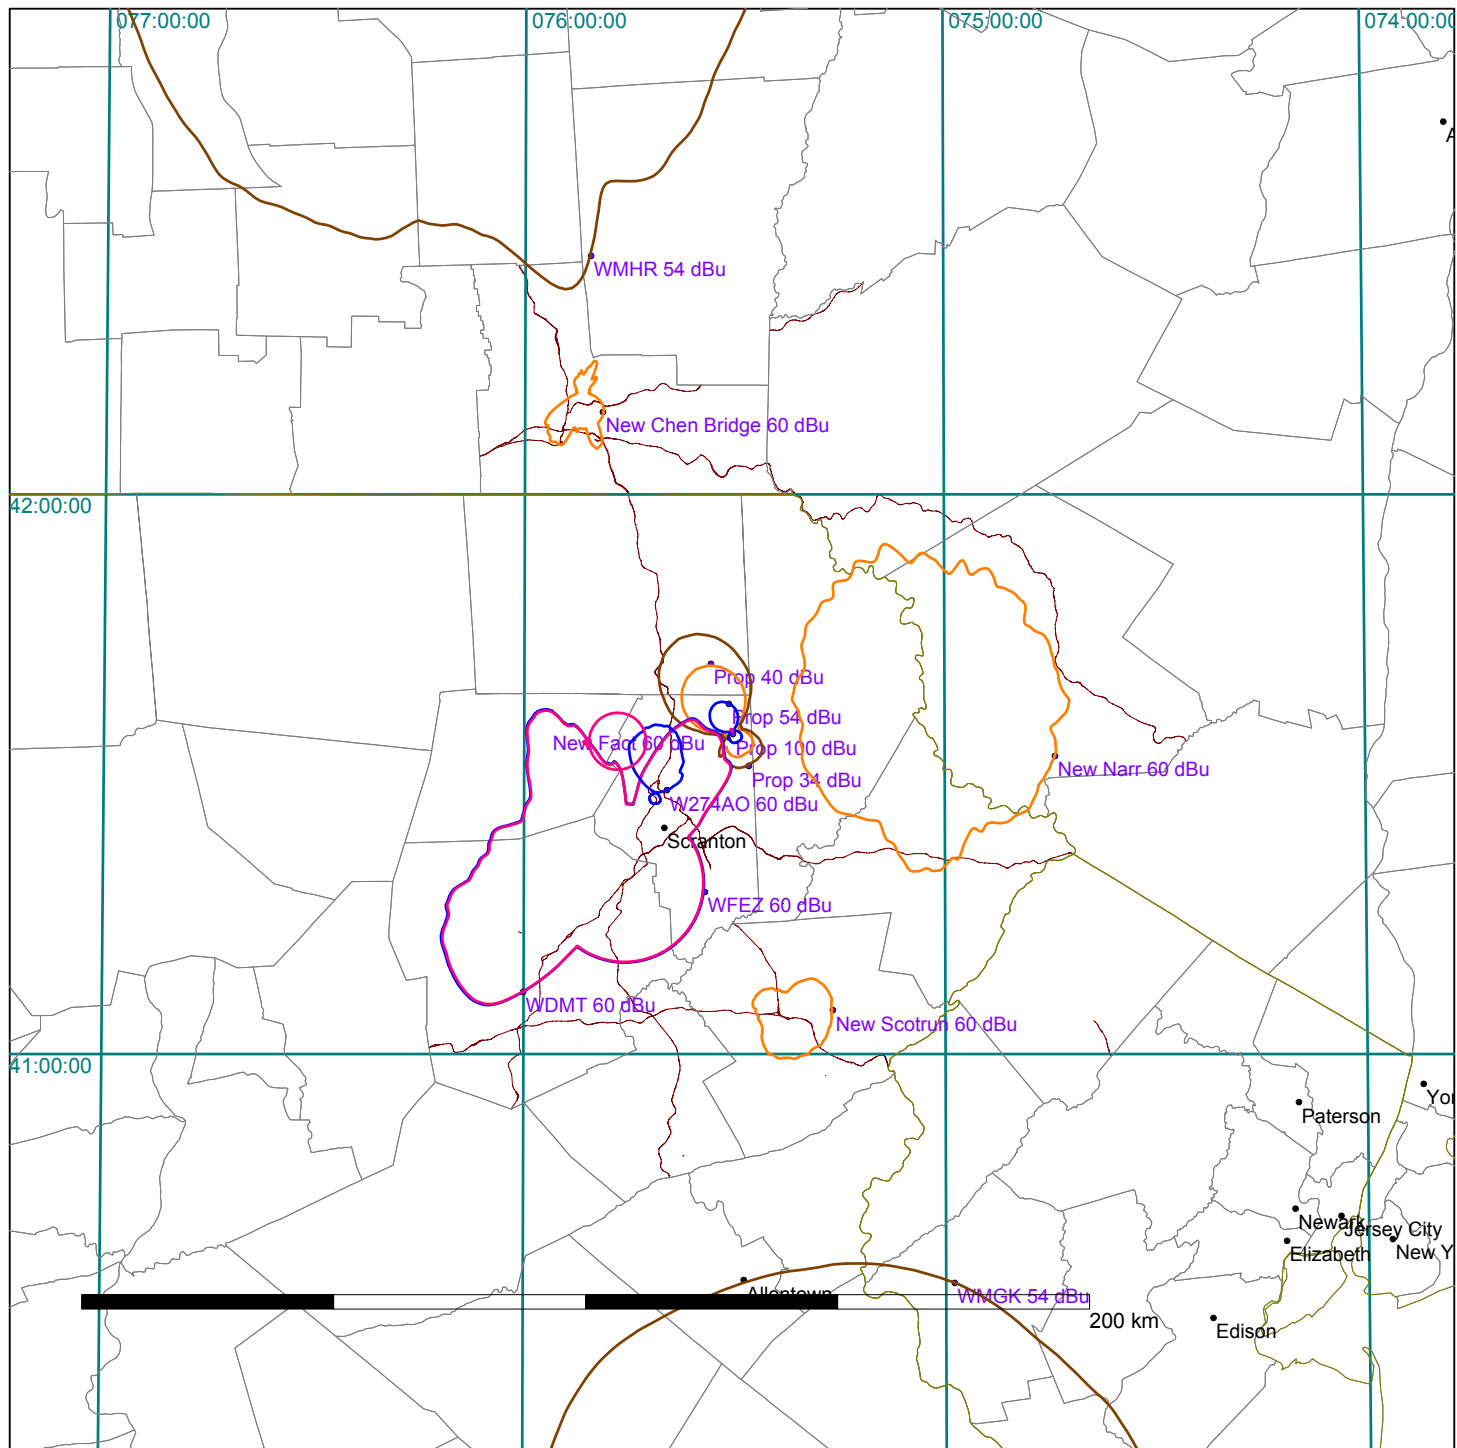 077:00:00
076:00:00
075:00:00
074:00:00
A
WMHR 54 dBu
New Chen Bridge 60 dBu
42:00:00
Prop 40 dBu
Prop 54 dBu
New Fact 60 dBu
Prop 100 dBu
New Narr 60 dBu
Prop 34 dBu
W274AO 60 dBu
Scranton
WFEZ 60 dBu
WDMT 60 dBu
New Scotrun 60 dBu
41:00:00
Yon
Paterson
Newark
Jersey City
Elizabeth
New Y
Allentown
WMGK 54 dBu
200 km
Edison